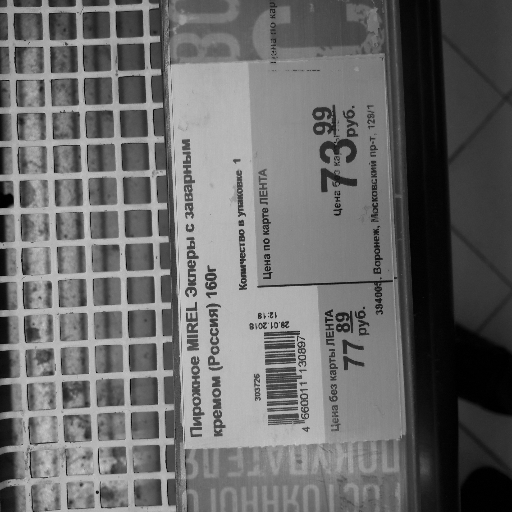 Пирожное MIREL Эклеры с заварным
кремом (Россия) 160г
Количество в упаковке 1
Цена по карте ЛЕНТА
73 99
руб.
303726
29.01.2018
12:18
4 660011 130897
Цена без карты ЛЕНТА
77 89
руб.
394065, Воронеж, Московский пр-т, 129/1